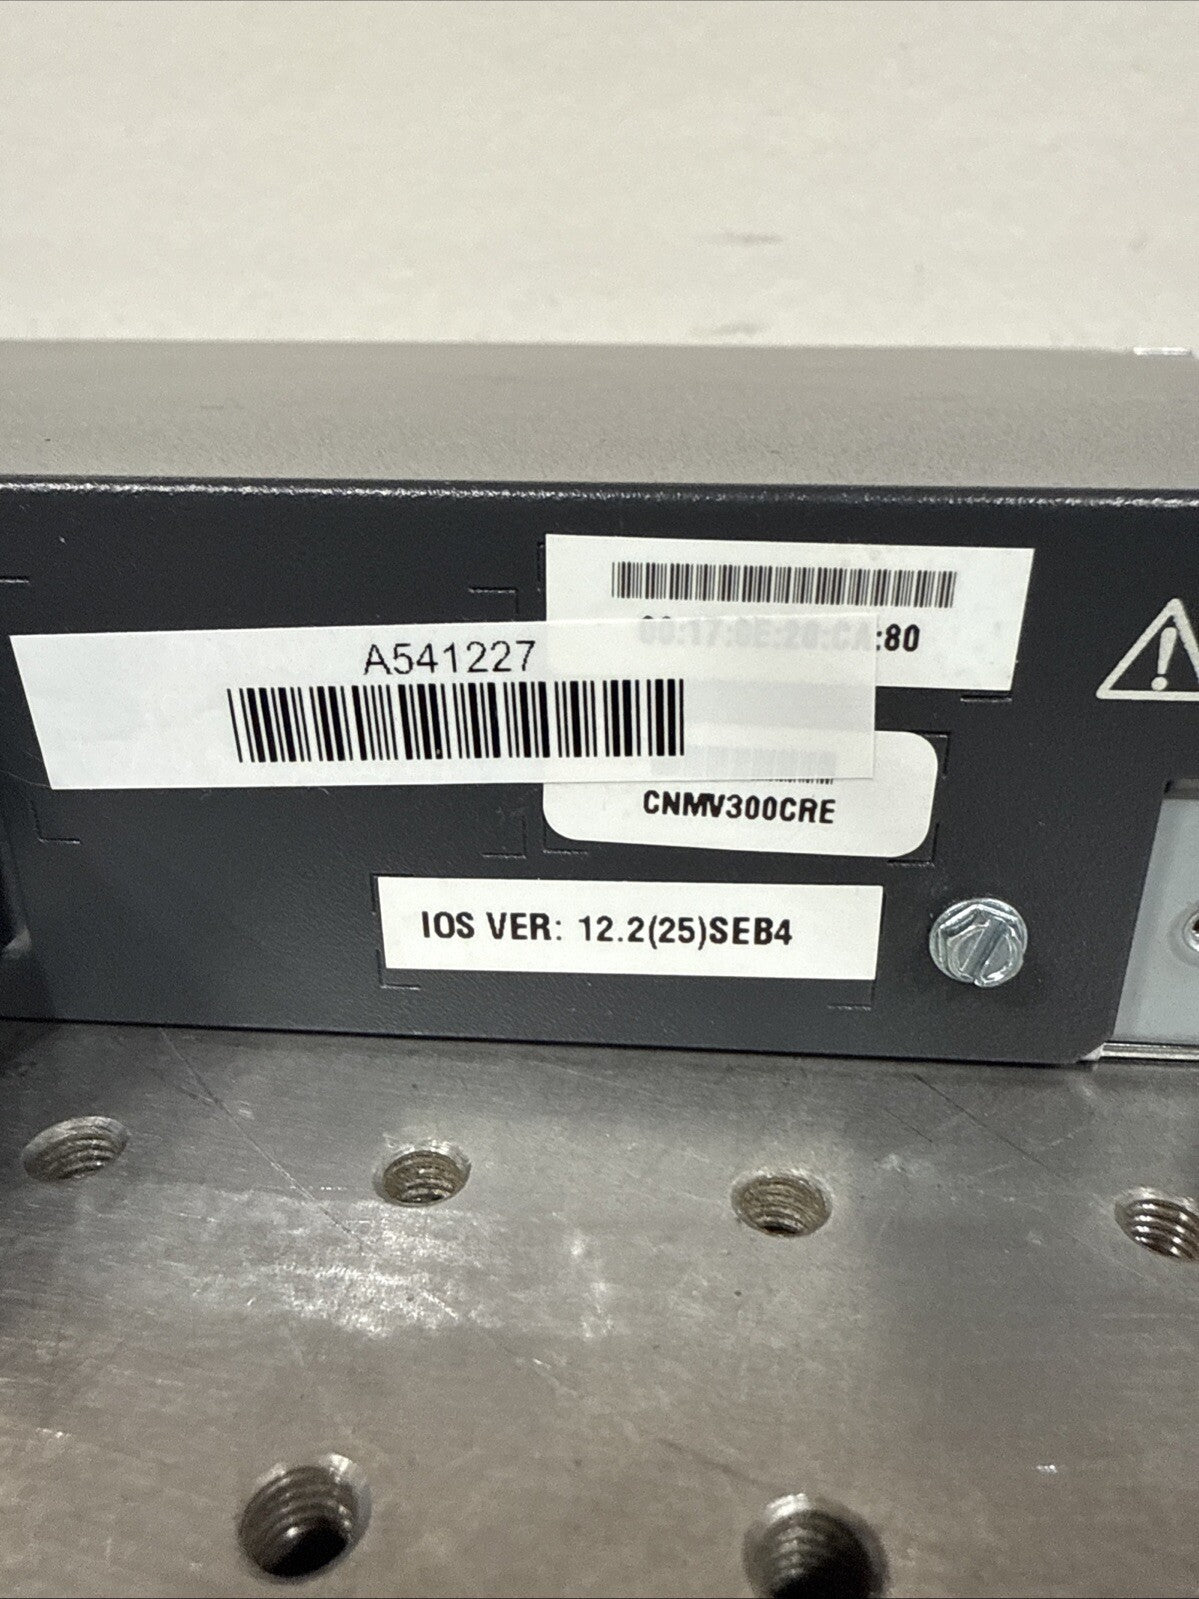 :80
A541227
CNMV300CRE
IOS VER: 12.2(25)SEB4